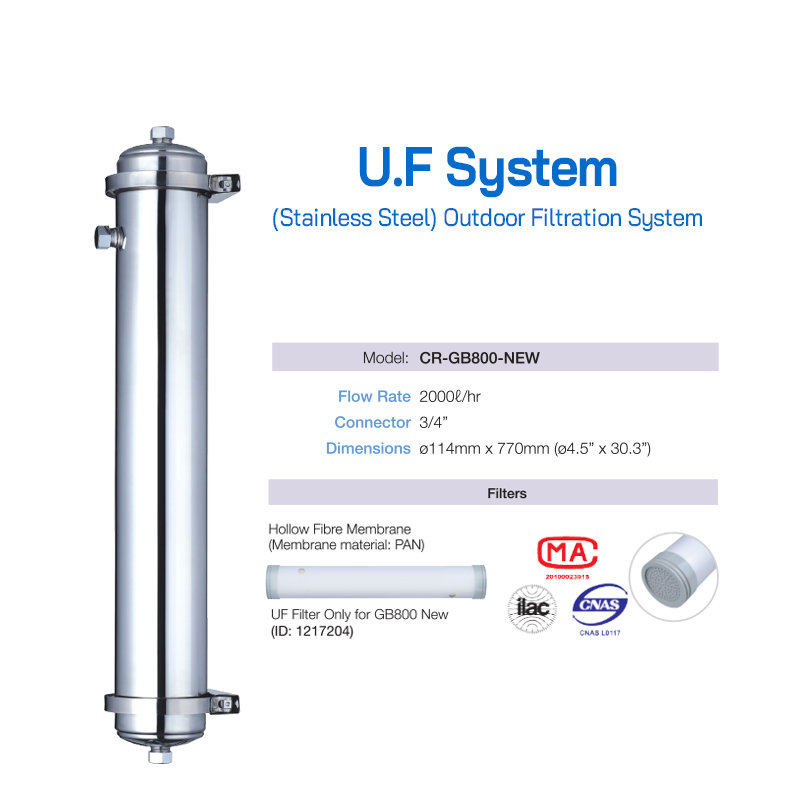 U.F System
(Stainless Steel) Outdoor Filtration System
Model: CR-GB800-NEW
Flow Rate 2000ℓ/hr
Connector 3/4”
Dimensions ø114mm x 770mm (ø4.5” x 30.3”)
Filters
Hollow Fibre Membrane
(Membrane material: PAN)
UF Filter Only for GB800 New
(ID: 1217204)
MA
2010002391S
ilac
CNAS
CNAS L0117